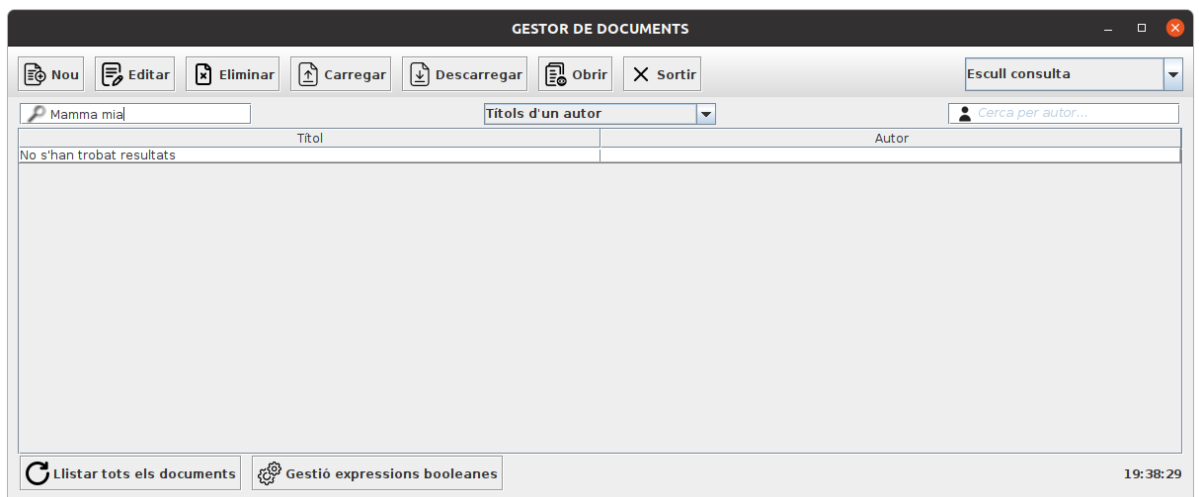 GESTOR DE DOCUMENTS
Nou Editar Eliminar Carregar Descarregar Obrir Sortir Escull consulta
Mamma mia Títols d'un autor Cerca per autor...
Títol Autor
No s'han trobat resultats
Llistar tots els documents Gestió expressions booleanes 19:38:29